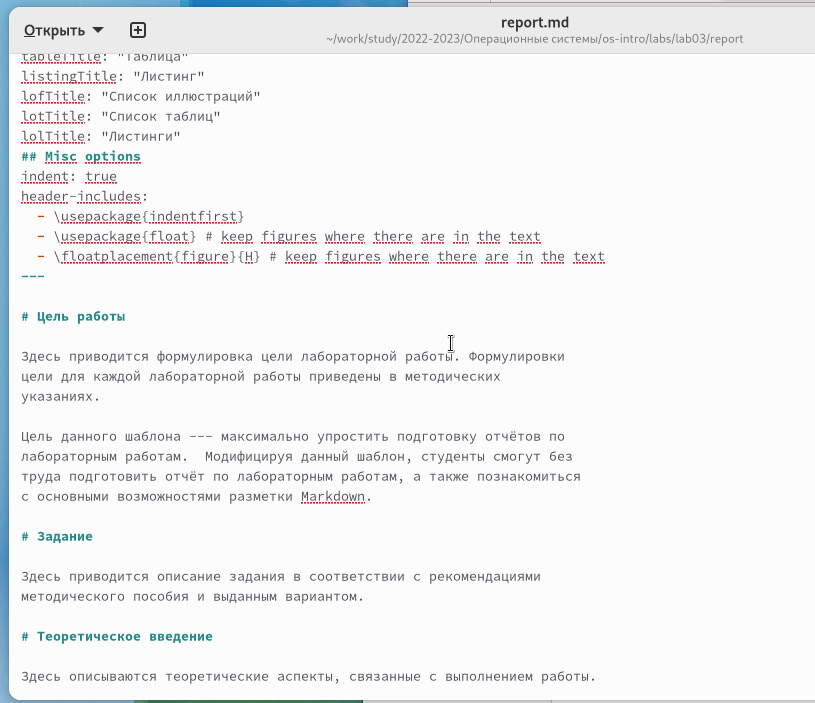 Открыть
report.md
~/work/study/2022-2023/Операционные системы/os-intro/labs/lab03/report
tableTitle: "Таблица"
listingTitle: "Листинг"
lofTitle: "Список иллюстраций"
lotTitle: "Список таблиц"
lolTitle: "Листинги"
## Misc options
indent: true
header-includes:
  - \usepackage{indentfirst}
  - \usepackage{float} # keep figures where there are in the text
  - \floatplacement{figure}{H} # keep figures where there are in the text
---
# Цель работы
Здесь приводится формулировка цели лабораторной работы. Формулировки
цели для каждой лабораторной работы приведены в методических
указаниях.
Цель данного шаблона --- максимально упростить подготовку отчётов по
лабораторным работам.  Модифицируя данный шаблон, студенты смогут без
труда подготовить отчёт по лабораторным работам, а также познакомиться
с основными возможностями разметки Markdown.
# Задание
Здесь приводится описание задания в соответствии с рекомендациями
методического пособия и выданным вариантом.
# Теоретическое введение
Здесь описываются теоретические аспекты, связанные с выполнением работы.